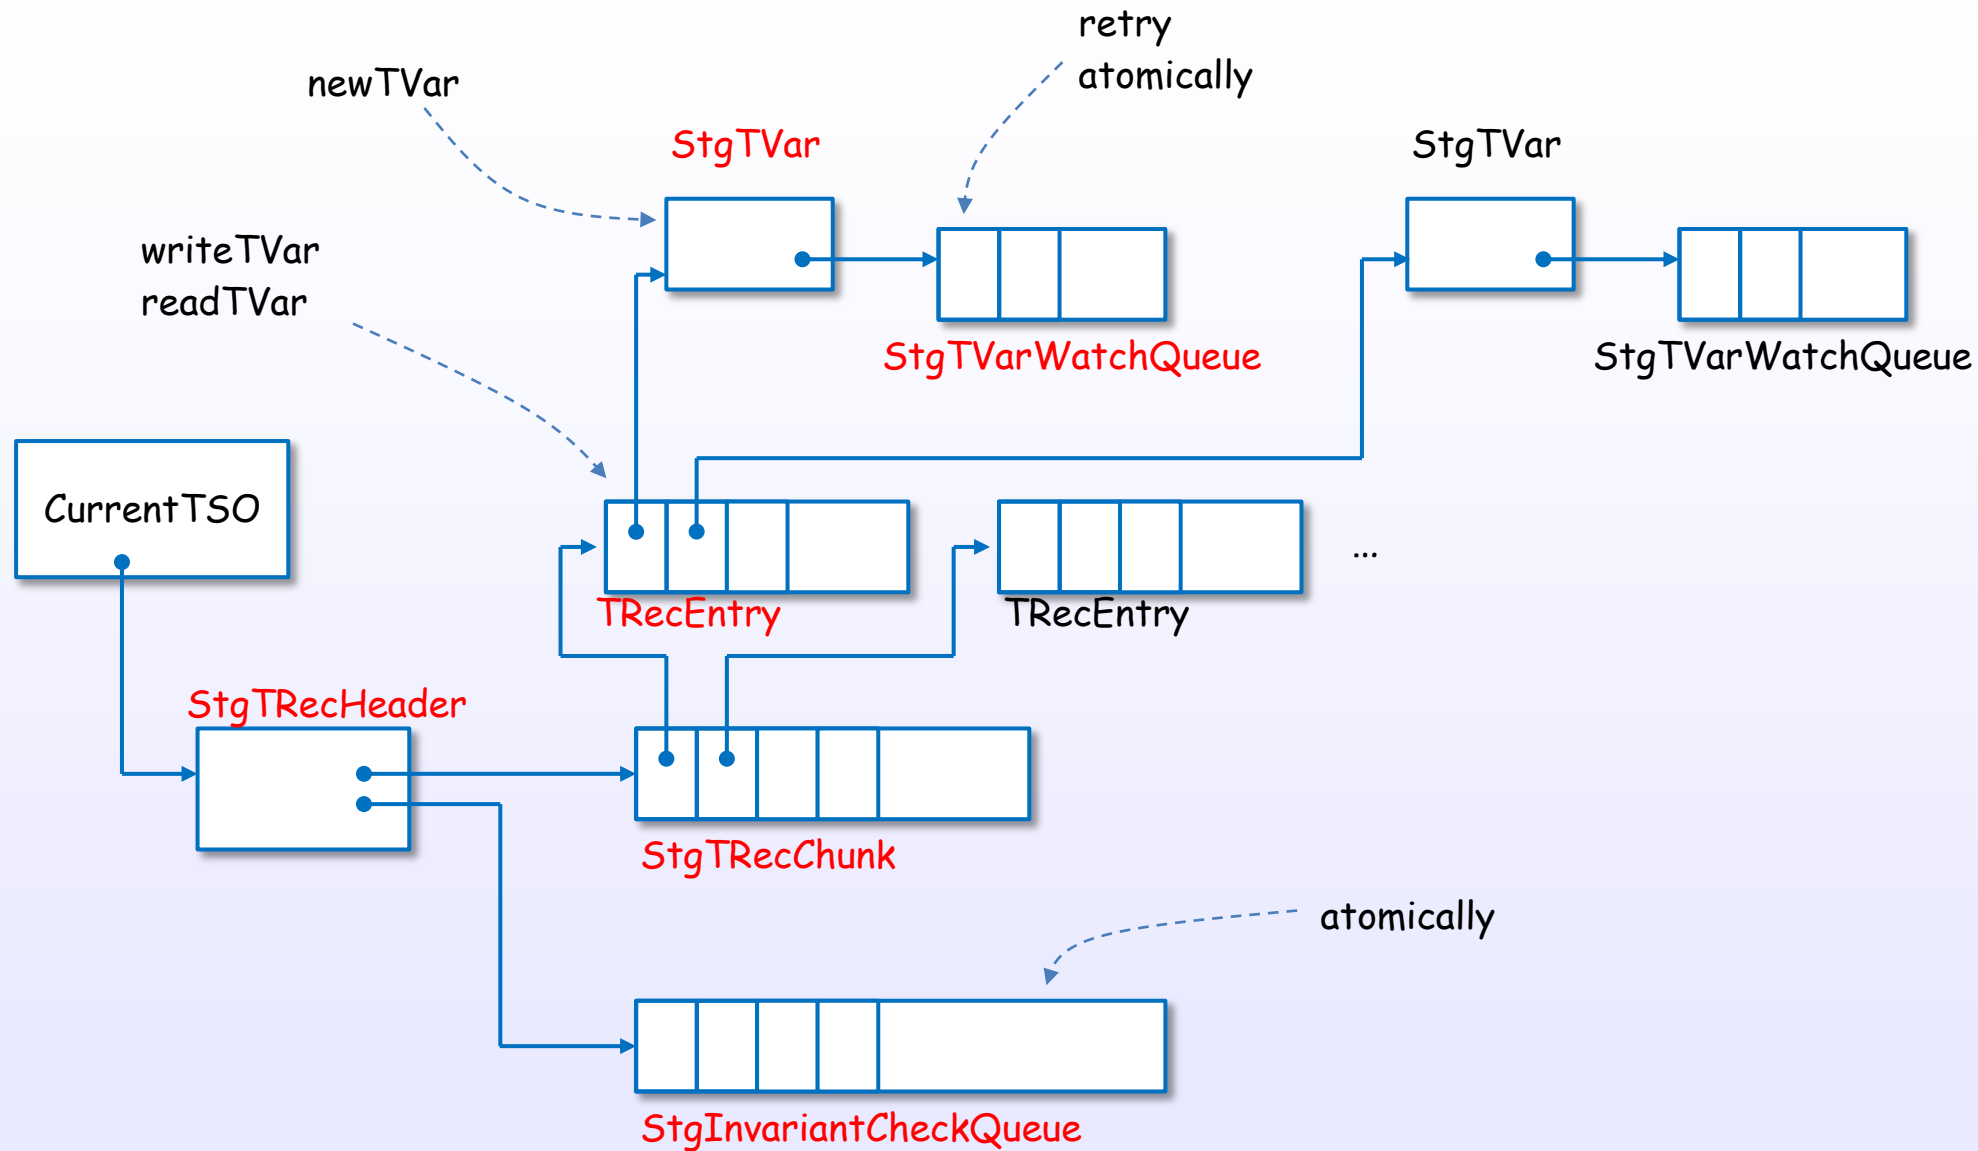 retry
atomically
newTVar
StgTVar
StgTVar
writeTVar
readTVar
StgTVarWatchQueue
StgTVarWatchQueue
CurrentTSO
...
TRecEntry
TRecEntry
StgTRecHeader
StgTRecChunk
atomically
StgInvariantCheckQueue